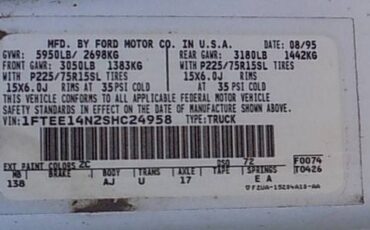 MFD. BY FORD MOTOR CO. IN U.S.A.
DATE: 08/95
GVWR: 5950LB/ 2698KG
FRONT GAWR: 3050LB 1383KG
REAR GAWR: 3180LB 1442KG
WITH P225/75R15SL TIRES
WITH P225/75R15SL TIRES
15X6.0J RIMS AT 35 PSI COLD
15X6.0J RIMS AT 35 PSI COLD
THIS VEHICLE CONFORMS TO ALL APPLICABLE FEDERAL MOTOR VEHICLE
SAFETY STANDARDS IN EFFECT ON THE DATE OF MANUFACTURE SHOWN ABOVE.
VIN:1FTEE14N2SHC24958 TYPE:TRUCK
EXT PAINT COLORS 2C DSO 72 F0074
WB BRAKE BODY TRANS AXLE TAPE SPRINGS T0426
138 AJ U 17 E A